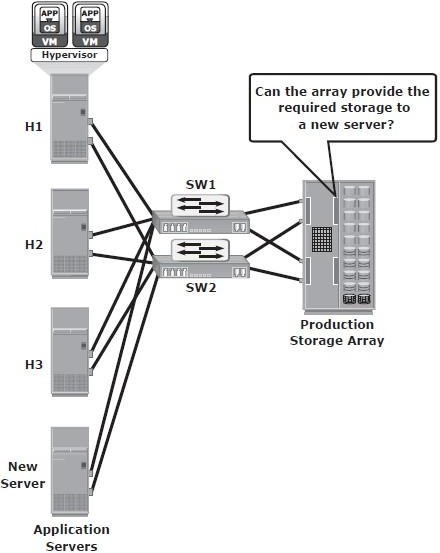 APP
OS
VM
APP
OS
VM
Hypervisor
H1
Can the array provide the
required storage to
a new server?
SW1
H2
SW2
Production
Storage Array
H3
New
Server
Application
Servers